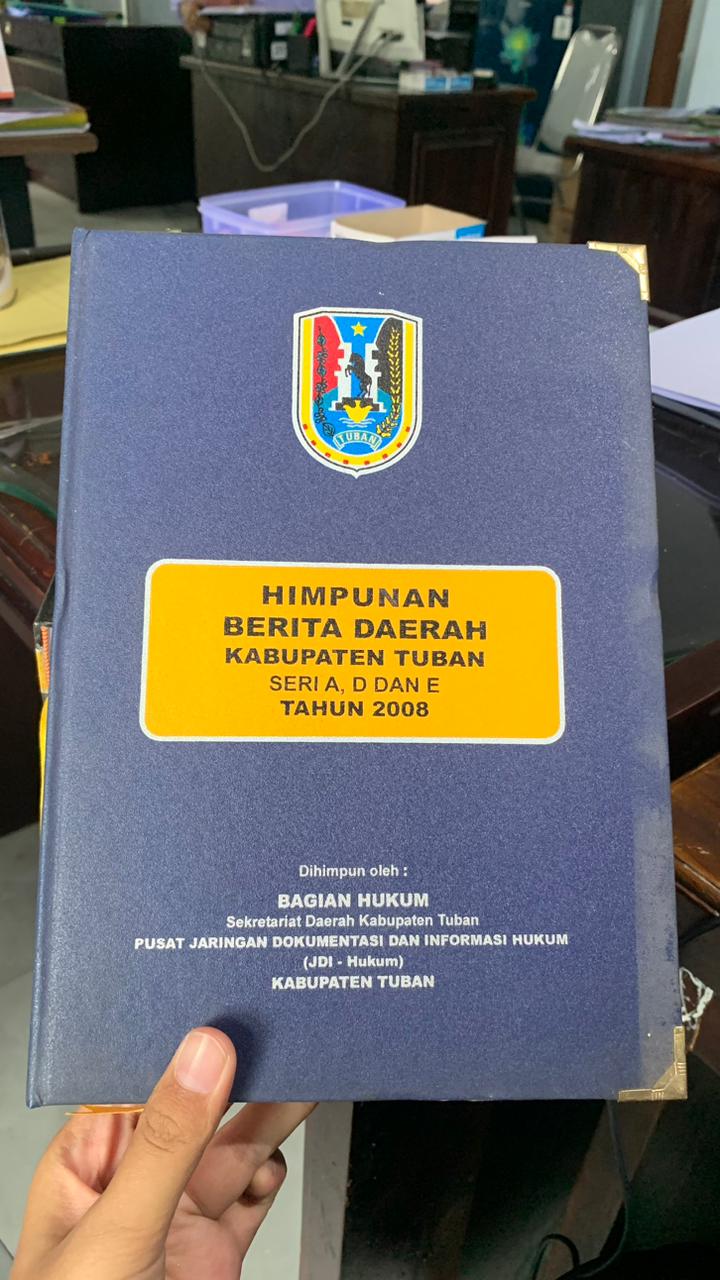 TUBAN
HIMPUNAN
BERITA DAERAH
KABUPATEN TUBAN
SERI A, D DAN E
TAHUN 2008
Dihimpun oleh :
BAGIAN HUKUM
Sekretariat Daerah Kabupaten Tuban
PUSAT JARINGAN DOKUMENTASI DAN INFORMASI HUKUM
(JDI - Hukum)
KABUPATEN TUBAN